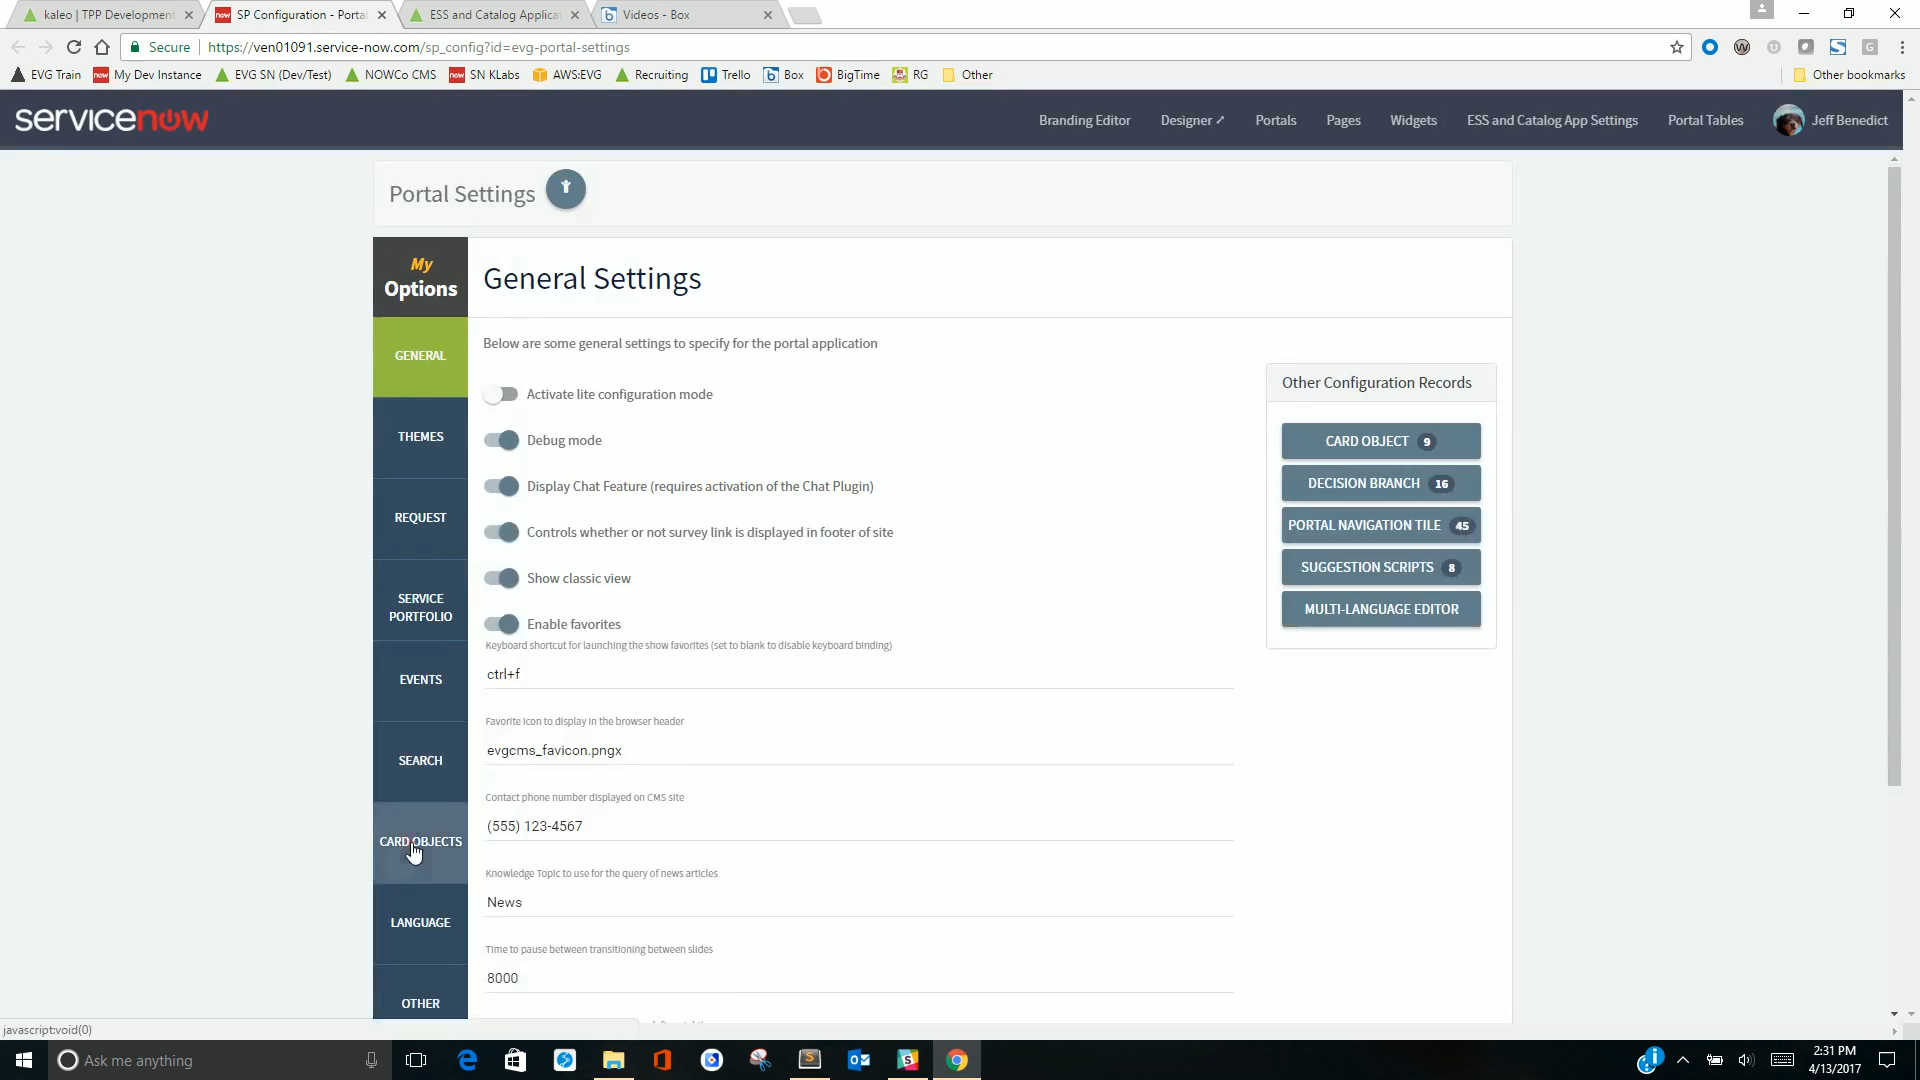 kaleo | TPP Development
SP Configuration - Portal
ESS and Catalog Applicat
Videos - Box
Secure
https://ven01091.service-now.com/sp_config?id=evg-portal-settings
EVG Train
My Dev Instance
EVG SN (Dev/Test)
NOWCo CMS
SN KLabs
AWS:EVG
Recruiting
Trello
Box
BigTime
RG
Other
Other bookmarks
servicenow
Branding Editor
Designer
Portals
Pages
Widgets
ESS and Catalog App Settings
Portal Tables
Jeff Benedict
Portal Settings
My
Options
GENERAL
THEMES
REQUEST
SERVICE
PORTFOLIO
EVENTS
SEARCH
CARD OBJECTS
LANGUAGE
OTHER
General Settings
Below are some general settings to specify for the portal application
Activate lite configuration mode
Debug mode
Display Chat Feature (requires activation of the Chat Plugin)
Controls whether or not survey link is displayed in footer of site
Show classic view
Enable favorites
Keyboard shortcut for launching the show favorites (set to blank to disable keyboard binding)
ctrl+f
Favorite icon to display in the browser header
evgcms_favicon.pngx
Contact phone number displayed on CMS site
(555) 123-4567
Knowledge Topic to use for the query of news articles
News
Time to pause between transitioning between slides
8000
Other Configuration Records
CARD OBJECT 9
DECISION BRANCH 16
PORTAL NAVIGATION TILE 45
SUGGESTION SCRIPTS 8
MULTI-LANGUAGE EDITOR
javascript:void(0)
Ask me anything
2:31 PM
4/13/2017